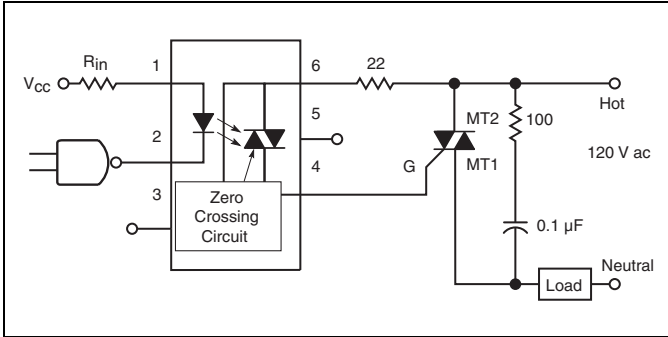 Rin
VCC
1
2
3
6
5
4
22
Zero
Crossing
Circuit
MT2
MT1
G
100
0.1 µF
Hot
120 V ac
Neutral
Load